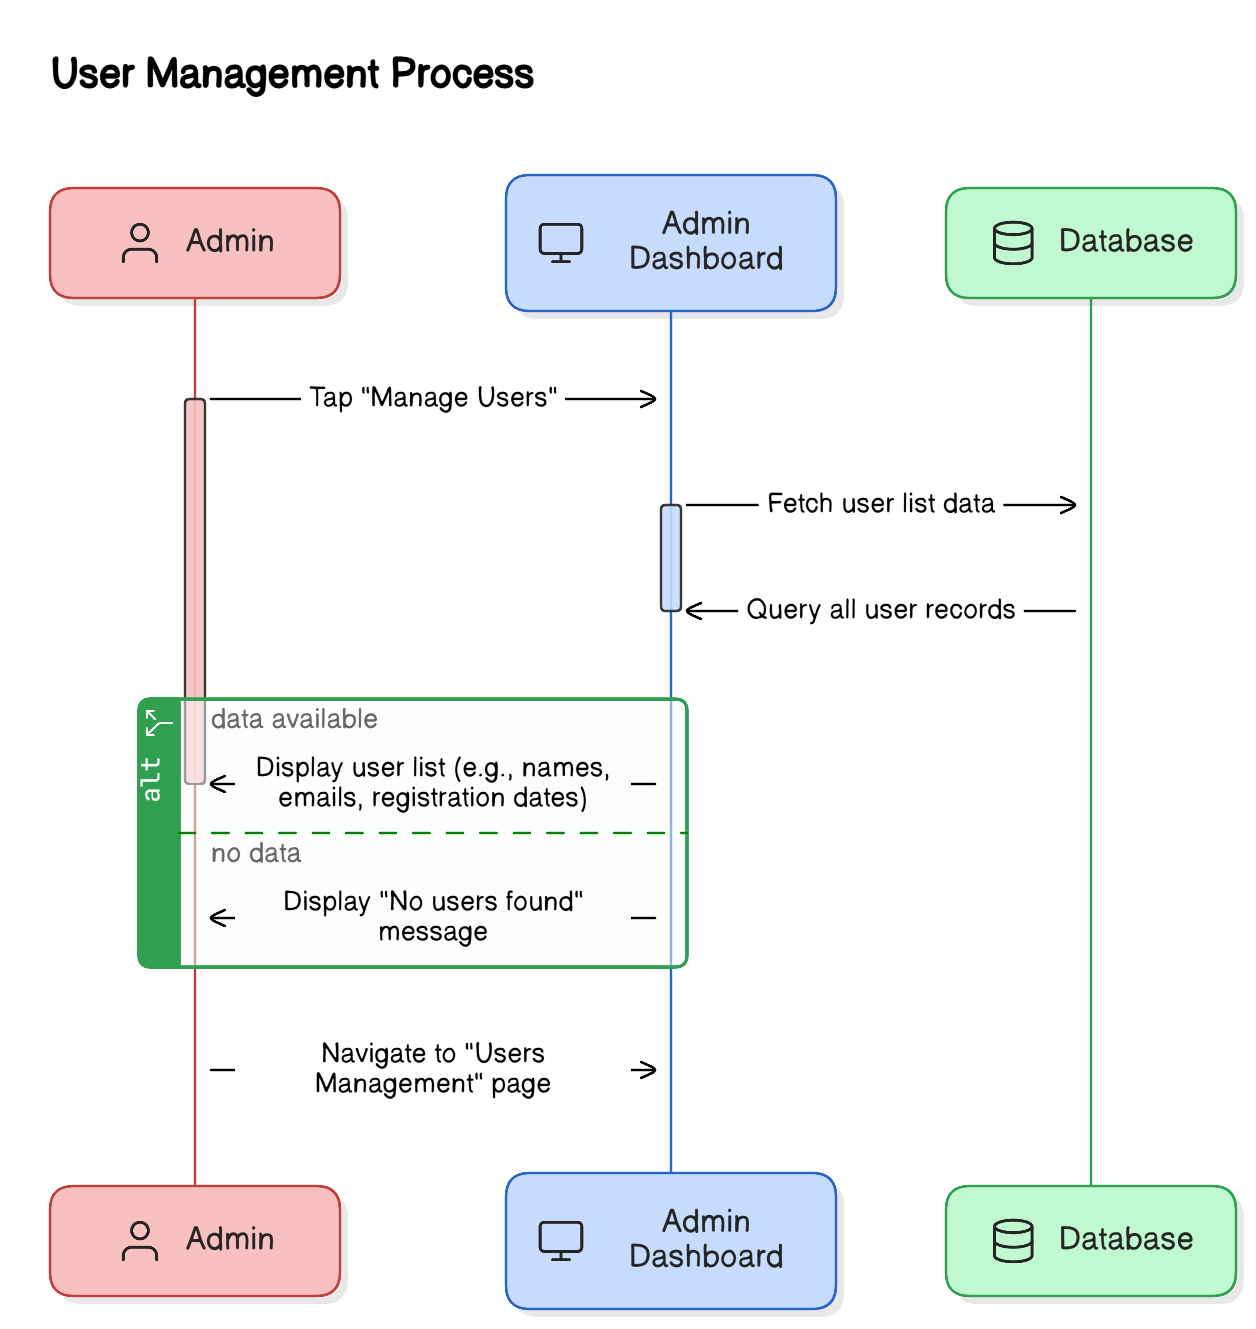 User Management Process
Admin
Admin
Dashboard
Database
Tap "Manage Users"
Fetch user list data
Query all user records
alt
data available
Display user list (e.g., names,
emails, registration dates)
no data
Display "No users found"
message
Navigate to "Users
Management" page
Admin
Admin
Dashboard
Database